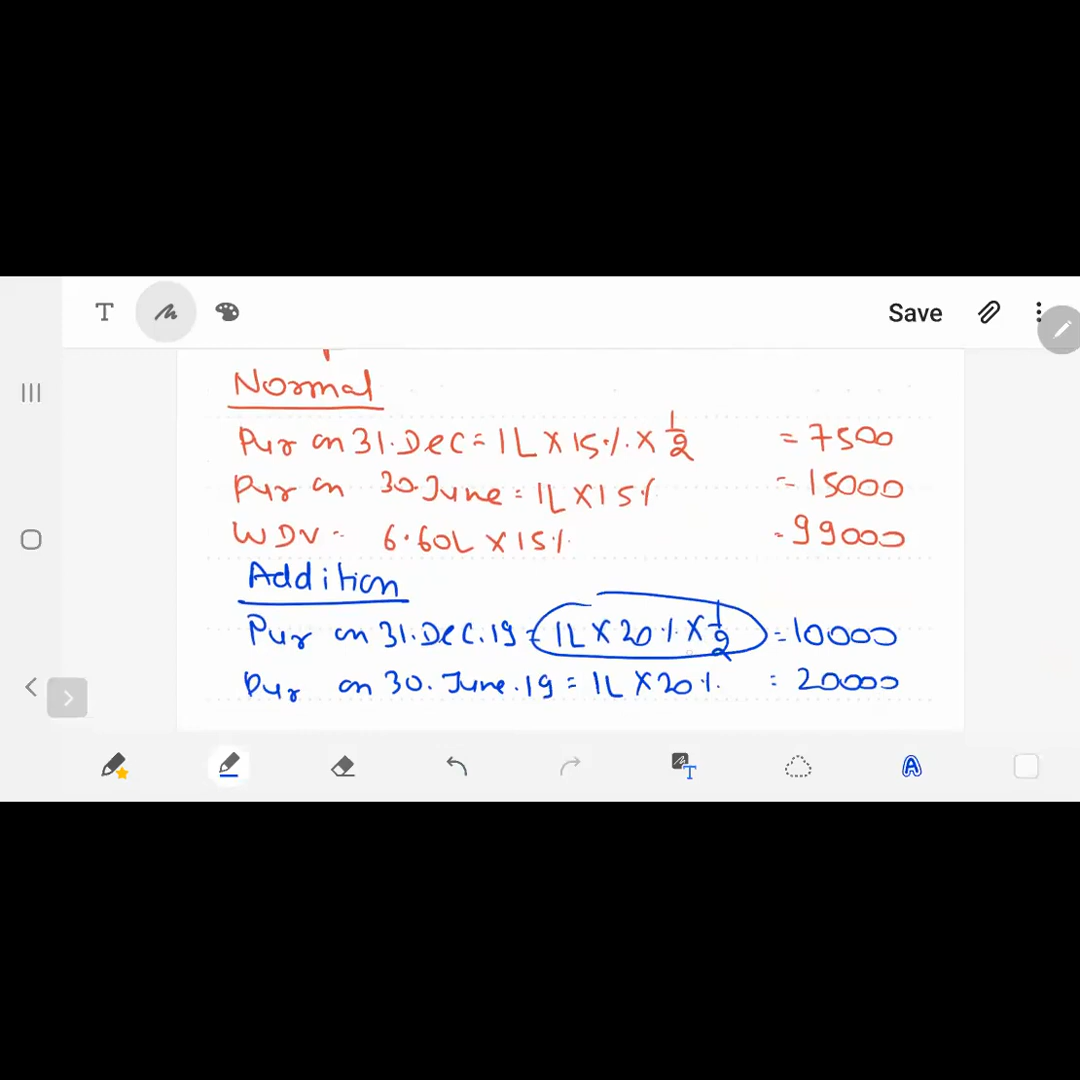 Save
Normal
Pur on 31.Dec = 1L X 15% X 1/2 = 7500
Pur on 30.June = 1L X 15% = 15000
WDV = 6.60L X 15% = 99000
Addition
Pur on 31.Dec.19 = 1L X 20% X 1/2 = 10000
Pur on 30.June.19 = 1L X 20% = 20000